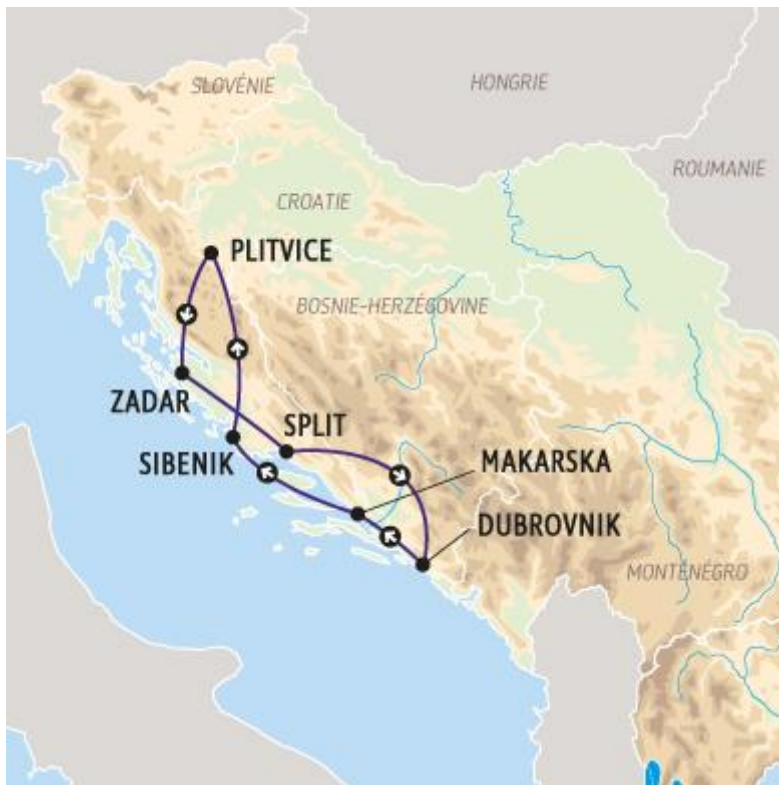 SLOVÉNIE
HONGRIE
ROUMANIE
CROATIE
PLITVICE
BOSNIE-HERZÉGOVINE
ZADAR
SPLIT
SIBENIK
MAKARSKA
DUBROVNIK
MONTÉNÉGRO